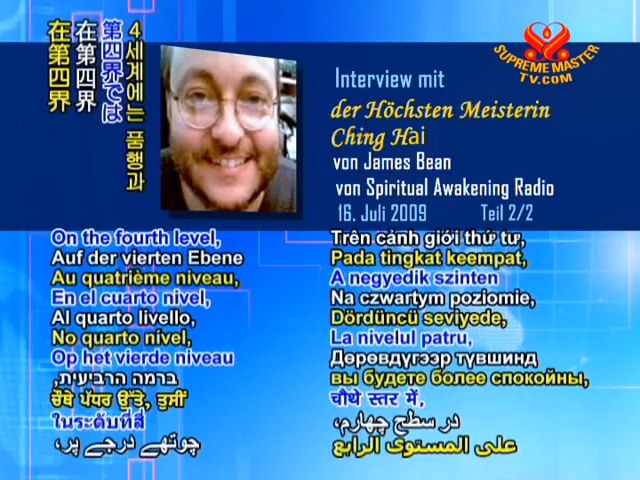 在第四界
在第四界
第四界では
4세계에는 품행과
SUPREME MASTER
TV.COM
Interview mit
der Höchsten Meisterin
Ching Hai
von James Bean
von Spiritual Awakening Radio
16. Juli 2009 Teil 2/2
On the fourth level,
Auf der vierten Ebene
Au quatrième niveau,
En el cuarto nivel,
Al quarto livello,
No quarto nível,
Op het vierde niveau
ברמה הרביעית,
ਚੌਥੇ ਪੱਧਰ ਉੱਤੇ, ਤੁਸੀਂ
ในระดับที่สี่
چوتھے درجے پر،
Trên cảnh giới thứ tư,
Pada tingkat keempat,
A negyedik szinten
Na czwartym poziomie,
Dördüncü seviyede,
La nivelul patru,
Дөрөвдүгээр түвшинд
вы будете более спокойны,
चौथे स्तर में,
در سطح چهارم،
على المستوى الرابع